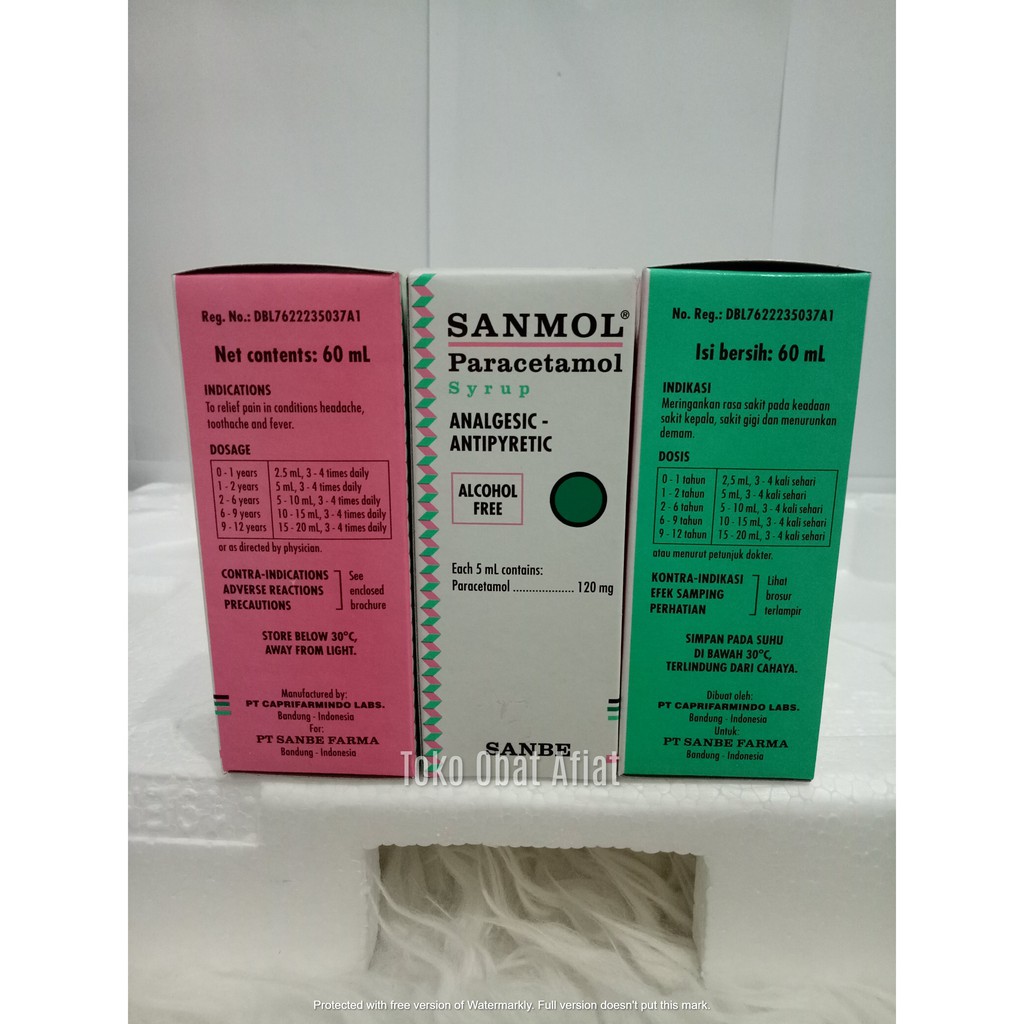 Reg. No.: DBL7622235037A1
Net contents: 60 mL
INDICATIONS
To relief pain in conditions headache,
toothache and fever.
DOSAGE
0 - 1 years 2.5 mL, 3 - 4 times daily
1 - 2 years 5 mL, 3 - 4 times daily
2 - 6 years 5 - 10 mL, 3 - 4 times daily
6 - 9 years 10 - 15 mL, 3 - 4 times daily
9 - 12 years 15 - 20 mL, 3 - 4 times daily
or as directed by physician.
CONTRA-INDICATIONS See
ADVERSE REACTIONS enclosed
PRECAUTIONS brochure
STORE BELOW 30°C,
AWAY FROM LIGHT.
Manufactured by:
PT CAPRIFARMINDO LABS.
Bandung - Indonesia
For:
PT SANBE FARMA
Bandung - Indonesia
SANMOL®
Paracetamol
Syrup
ANALGESIC -
ANTIPYRETIC
ALCOHOL
FREE
Each 5 mL contains:
Paracetamol ................... 120 mg
SANBE
No. Reg.: DBL7622235037A1
Isi bersih: 60 mL
INDIKASI
Meringankan rasa sakit pada keadaan
sakit kepala, sakit gigi dan menurunkan
demam.
DOSIS
0 - 1 tahun 2,5 mL, 3 - 4 kali sehari
1 - 2 tahun 5 mL, 3 - 4 kali sehari
2 - 6 tahun 5 - 10 mL, 3 - 4 kali sehari
6 - 9 tahun 10 - 15 mL, 3 - 4 kali sehari
9 - 12 tahun 15 - 20 mL, 3 - 4 kali sehari
atau menurut petunjuk dokter.
KONTRA-INDIKASI Lihat
EFEK SAMPING brosur
PERHATIAN terlampir
SIMPAN PADA SUHU
DI BAWAH 30°C,
TERLINDUNG DARI CAHAYA.
Dibuat oleh:
PT CAPRIFARMINDO LABS.
Bandung - Indonesia
Untuk:
PT SANBE FARMA
Bandung - Indonesia
Toko Obat Afiat
Protected with free version of Watermarkly. Full version doesn't put this mark.